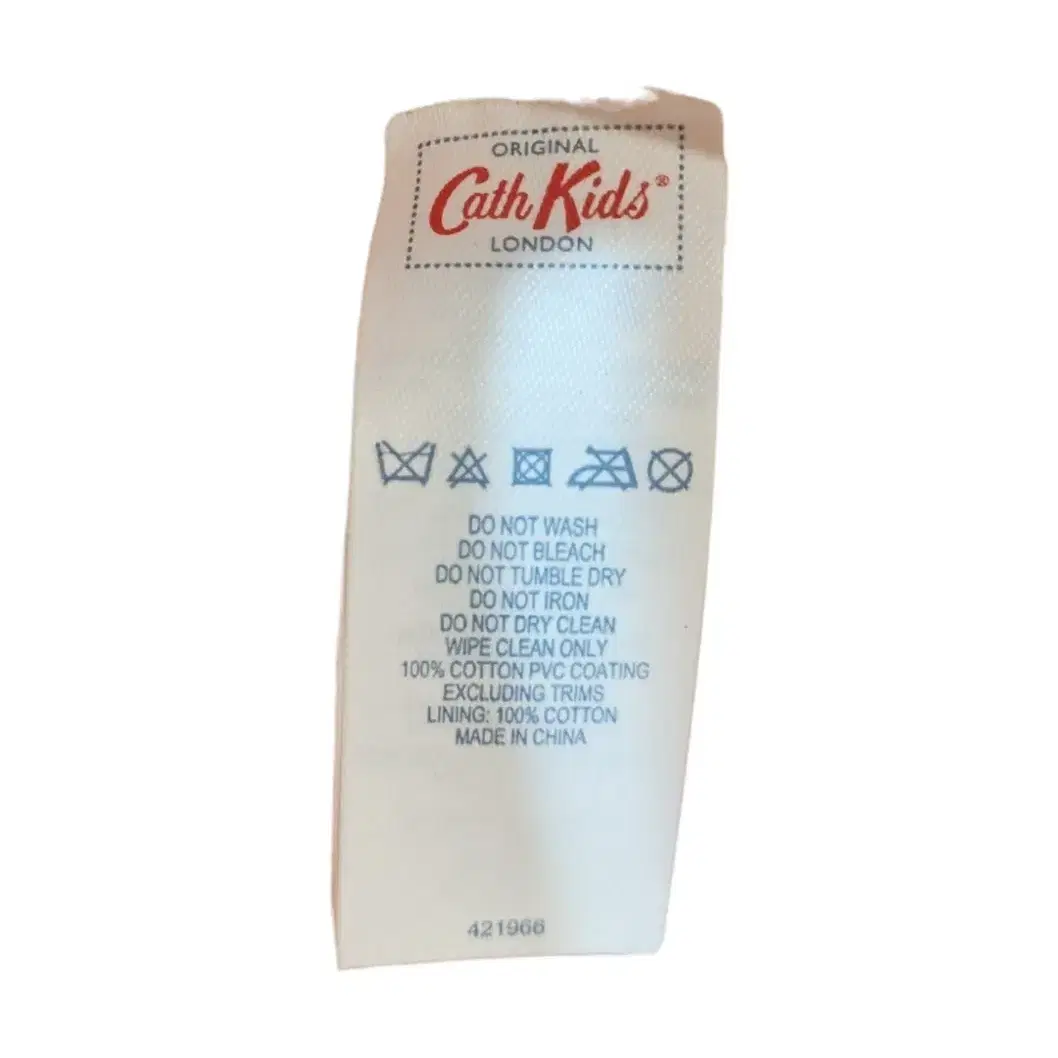 ORIGINAL
Cath Kids®
LONDON
DO NOT WASH
DO NOT BLEACH
DO NOT TUMBLE DRY
DO NOT IRON
DO NOT DRY CLEAN
WIPE CLEAN ONLY
100% COTTON PVC COATING
EXCLUDING TRIMS
LINING: 100% COTTON
MADE IN CHINA
421966